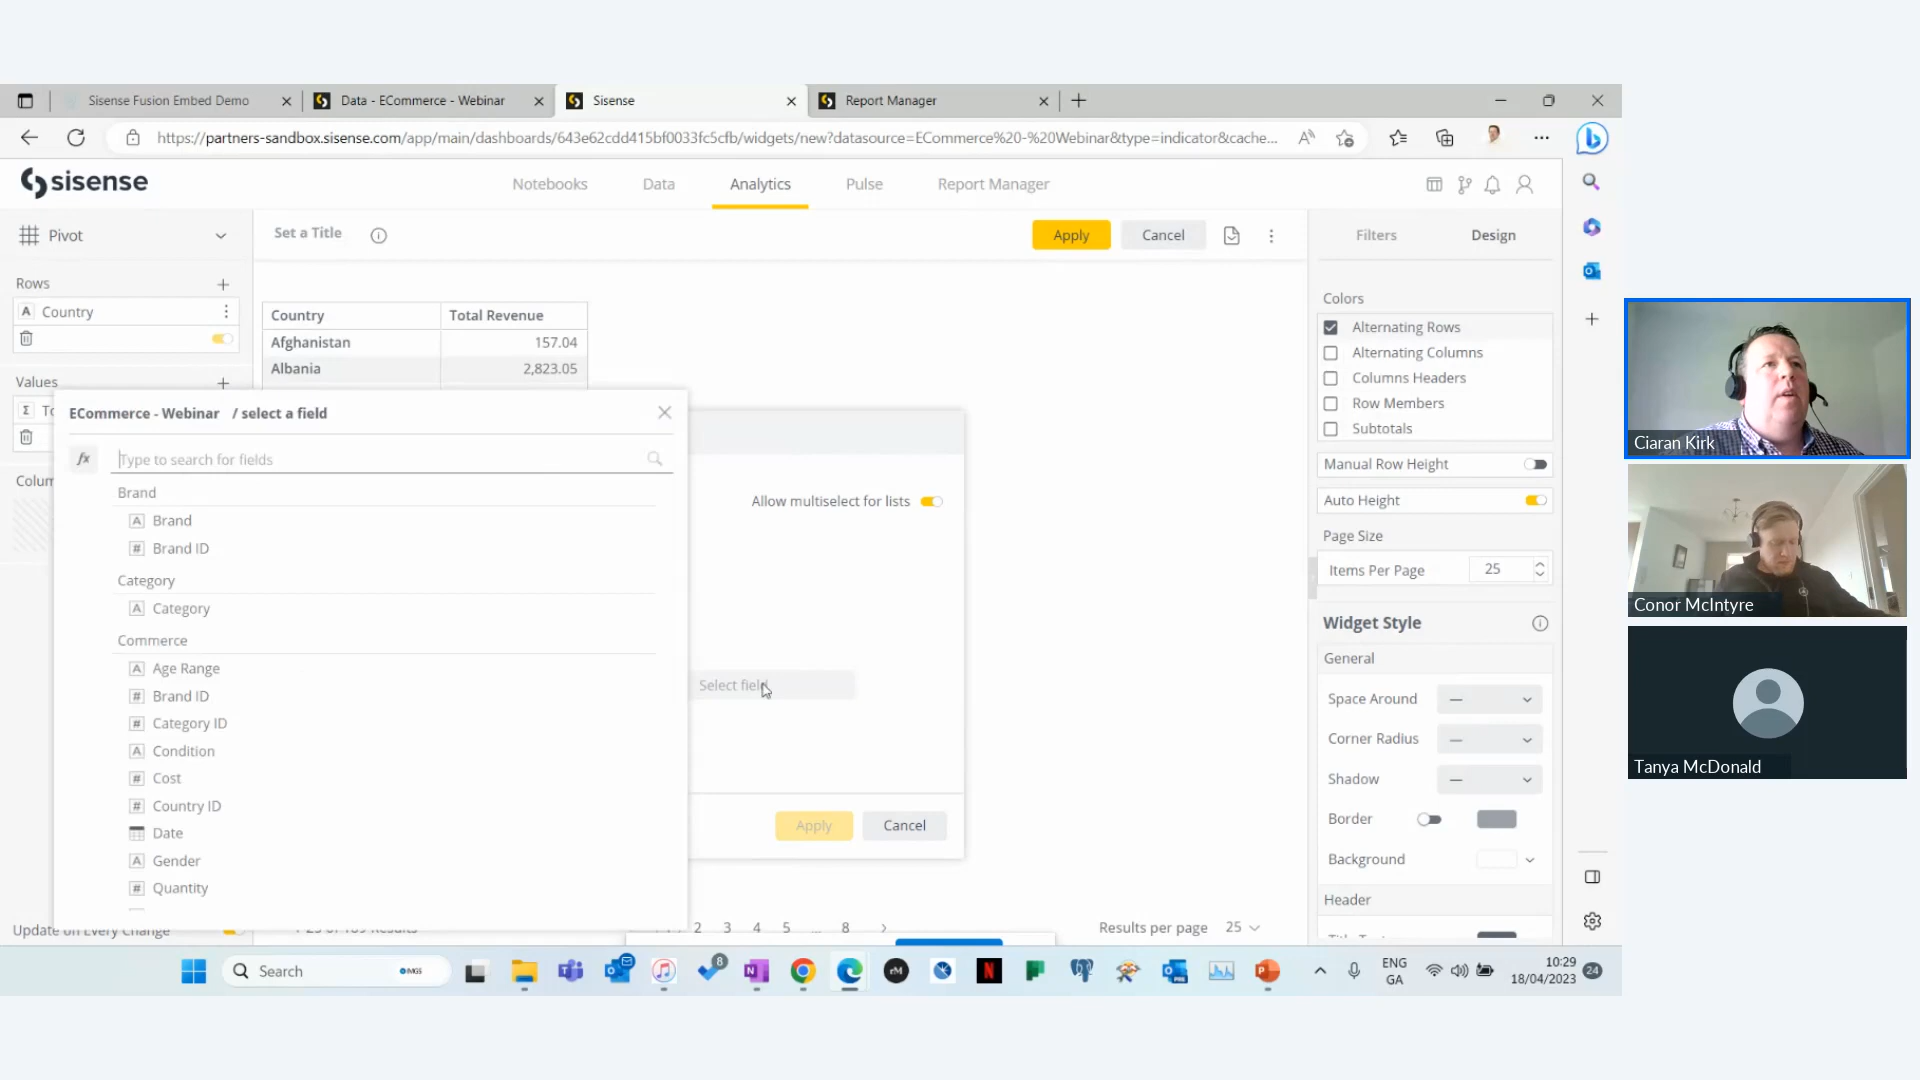 Sisense Fusion Embed Demo
Data - ECommerce - Webinar
Sisense
Report Manager
https://partners-sandbox.sisense.com/app/main/dashboards/643e62cdd415bf0033fc5cfb/widgets/new?datasource=ECommerce%20-%20Webinar&type=indicator&cache...
sisense
Notebooks
Data
Analytics
Pulse
Report Manager
Pivot
Set a Title
Apply
Cancel
Filters
Design
Rows
Country
Values
Country Total Revenue
Afghanistan 157.04
Albania 2,823.05
ECommerce - Webinar / select a field
fx Type to search for fields
Brand
Brand
Brand ID
Category
Category
Commerce
Age Range
Brand ID
Category ID
Condition
Cost
Country ID
Date
Gender
Quantity
Allow multiselect for lists
Select field
Apply
Cancel
Update on Every Change
2 3 4 5 ... 8 >
Results per page 25
Colors
Alternating Rows
Alternating Columns
Columns Headers
Row Members
Subtotals
Manual Row Height
Auto Height
Page Size
Items Per Page 25
Widget Style
General
Space Around —
Corner Radius —
Shadow —
Border
Background
Header
Ciaran Kirk
Conor McIntyre
Tanya McDonald
Search
8
ENG
GA
10:29
18/04/2023
24